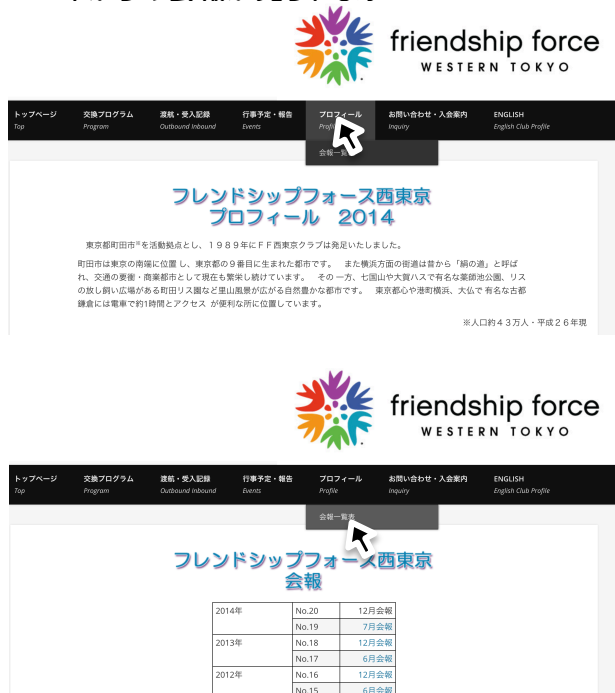 friendship force
WESTERN TOKYO
トップページ 交換プログラム 渡航・受入記録 行事予定・報告 プロフィール お問い合わせ・入会案内 ENGLISH
Top Program Outbound Inbound Events Profile Inquiry English Club Profile
会報一覧表
フレンドシップフォース西東京
プロフィール 2014
東京都町田市※を活動拠点とし、1989年にFF西東京クラブは発足いたしました。
町田市は東京の南端に位置し、東京都の9番目に生まれた都市です。 また横浜方面の街道は昔から「絹の道」と呼ば
れ、交通の要衝・商業都市として現在も繁栄し続けています。 その一方、七国山や大賀ハスで有名な薬師池公園、リス
の放し飼い広場がある町田リス園など里山風景が広がる自然豊かな都市です。 東京都心や港町横浜、大仏で有名な古都
鎌倉には電車で約1時間とアクセス が便利な所に位置しています。
※人口約43万人・平成26年現
friendship force
WESTERN TOKYO
トップページ 交換プログラム 渡航・受入記録 行事予定・報告 プロフィール お問い合わせ・入会案内 ENGLISH
Top Program Outbound Inbound Events Profile Inquiry English Club Profile
会報一覧表
フレンドシップフォース西東京
会報
2014年 No.20 12月会報
No.19 7月会報
2013年 No.18 12月会報
No.17 6月会報
2012年 No.16 12月会報
No.15 6月会報